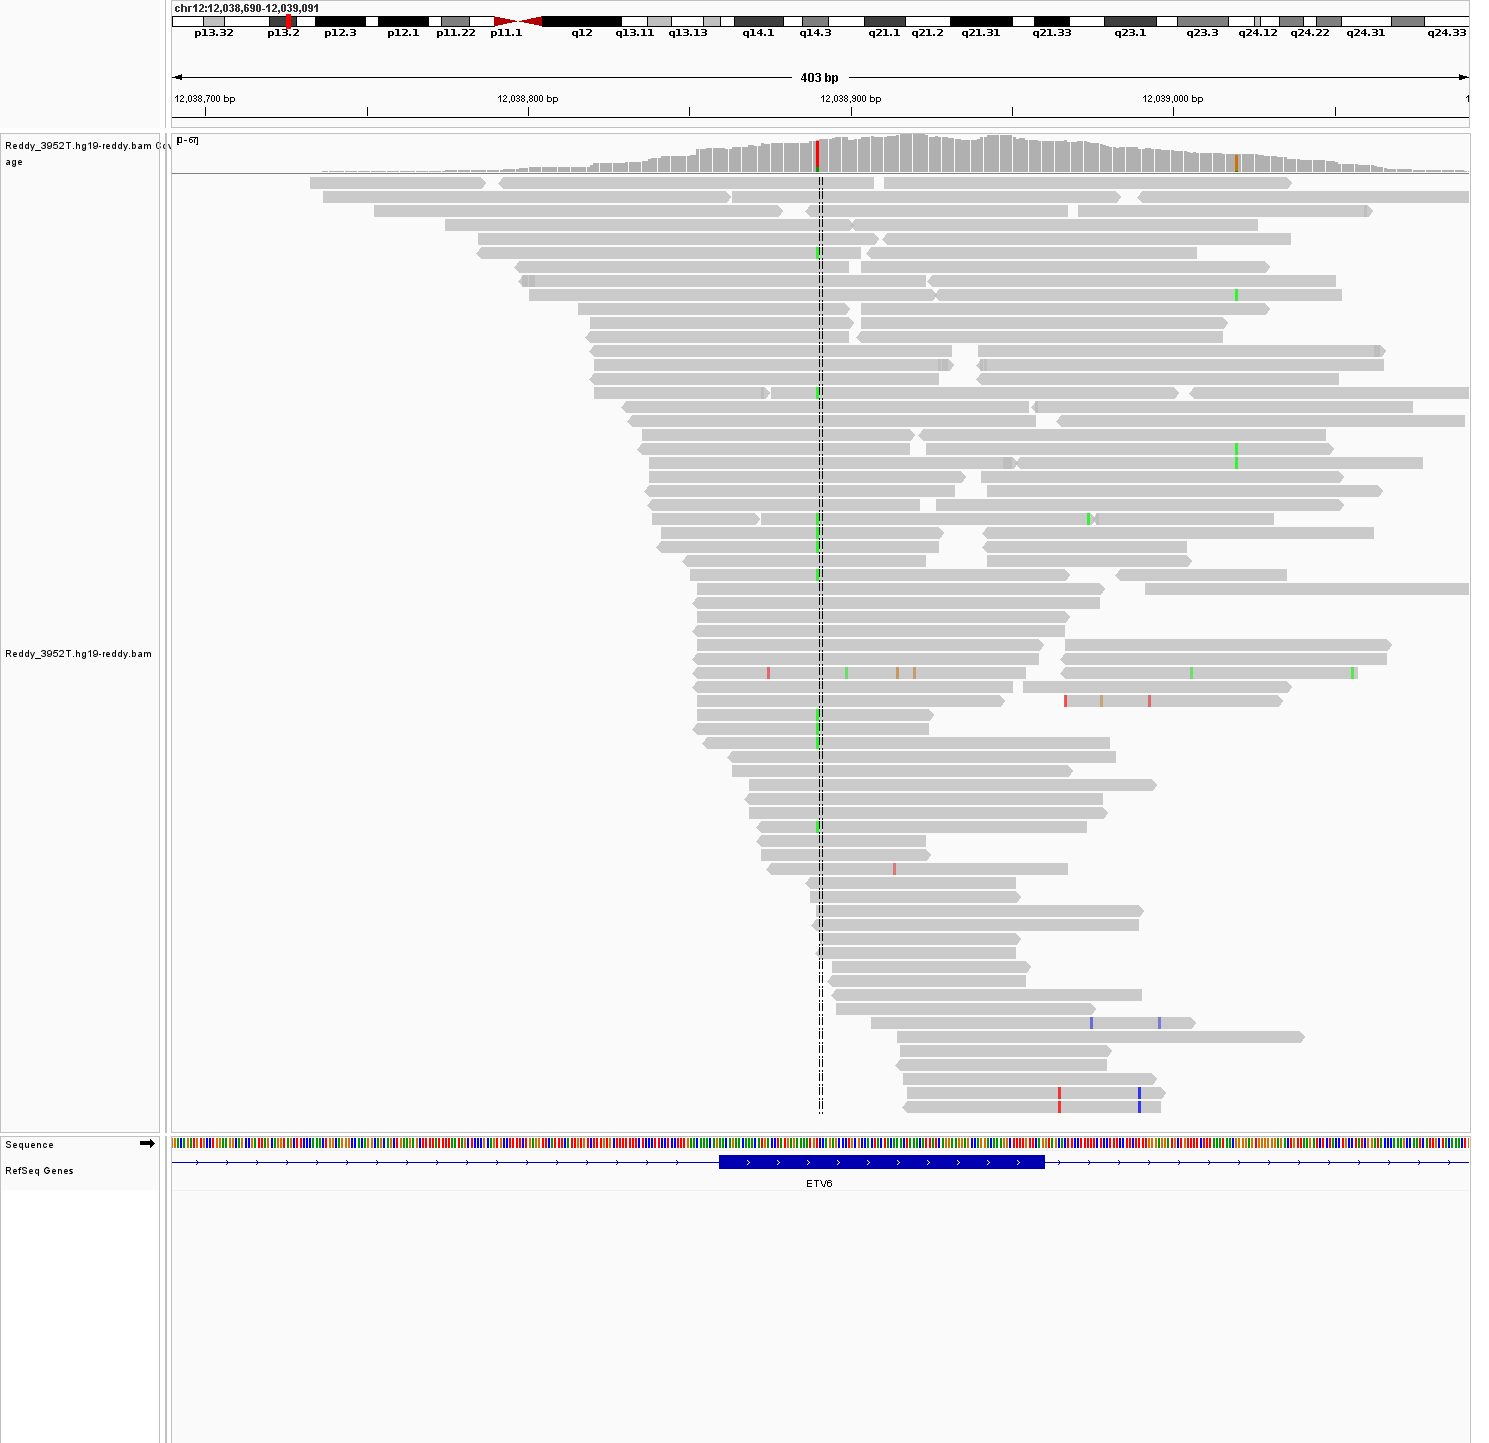 chr12:12,038,690-12,039,091
p13.32 p13.2 p12.3 p12.1 p11.22 p11.1 q12 q13.11 q13.13 q14.1 q14.3 q21.1 q21.2 q21.31 q21.33 q23.1 q23.3 q24.12 q24.22 q24.31 q24.33
403 bp
12,038,700 bp 12,038,800 bp 12,038,900 bp 12,039,000 bp 1
Reddy_3952T.hg19-reddy.bam Cov [0-67]
age
Reddy_3952T.hg19-reddy.bam
Sequence
RefSeq Genes
ETV6